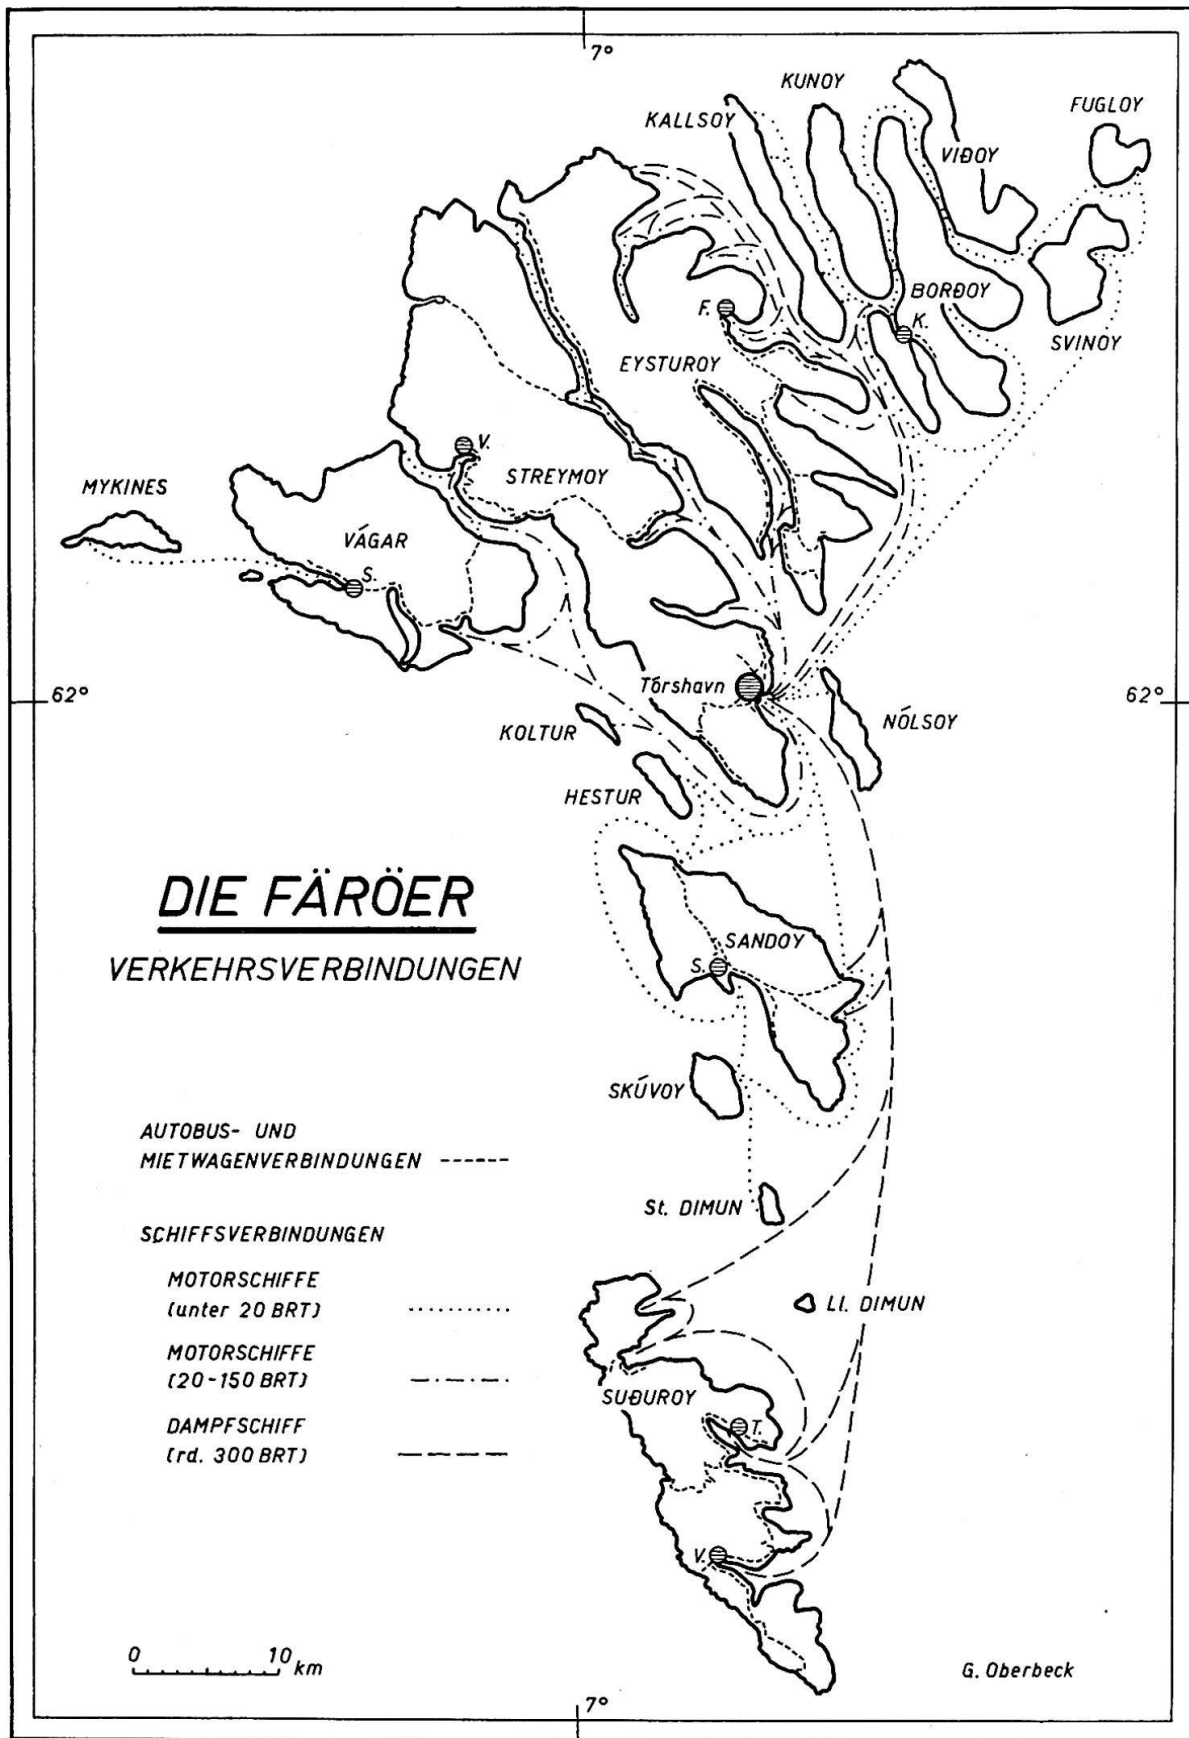 7°
KUNOY
FUGLOY
KALLSOY
VIÐOY
BORÐOY
F.
K.
SVINOY
EYSTUROY
V.
STREYMOY
MYKINES
VÁGAR
S.
Tórshavn
62°
62°
NÓLSOY
KOLTUR
HESTUR
DIE FÄRÖER
VERKEHRSVERBINDUNGEN
SANDOY
S.
SKÚVOY
AUTOBUS- UND
MIETWAGENVERBINDUNGEN
St. DIMUN
SCHIFFSVERBINDUNGEN
MOTORSCHIFFE
(unter 20 BRT)
Ll. DIMUN
MOTORSCHIFFE
(20-150 BRT)
SUÐUROY
DAMPFSCHIFF
(rd. 300 BRT)
T.
V.
0 10 km
G. Oberbeck
7°